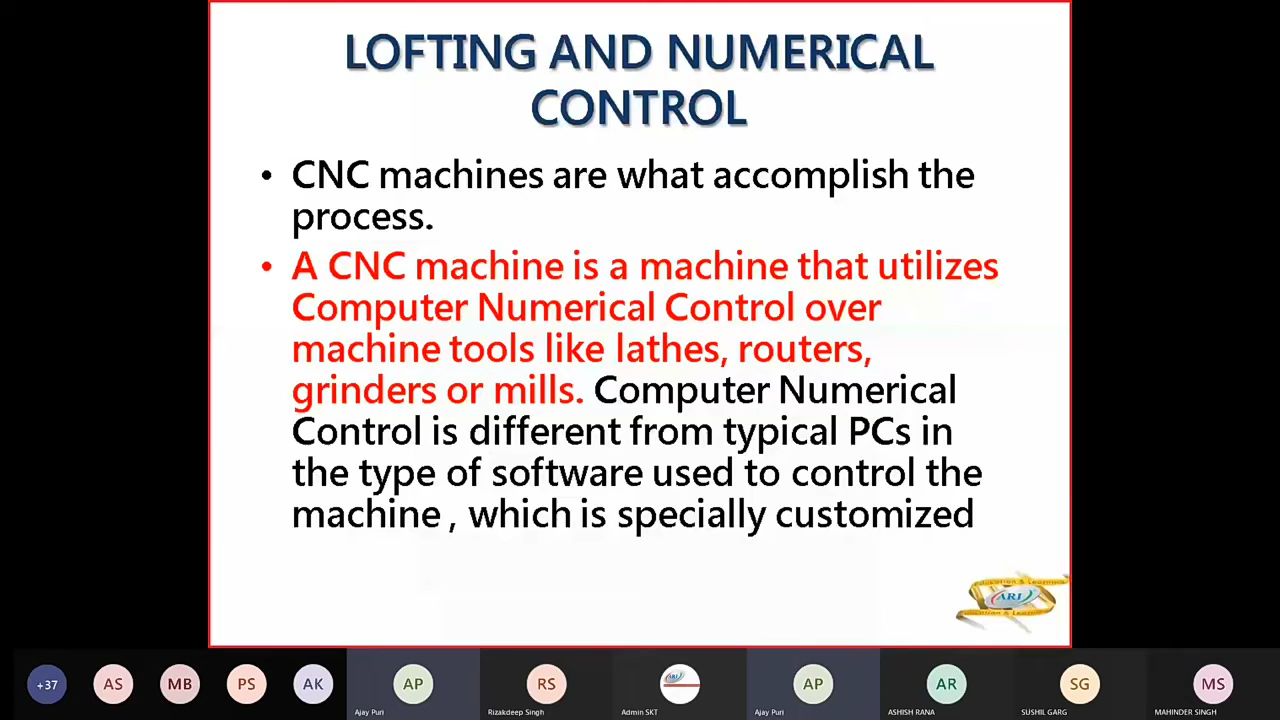 LOFTING AND NUMERICAL
CONTROL
• CNC machines are what accomplish the
process.
• A CNC machine is a machine that utilizes
Computer Numerical Control over
machine tools like lathes, routers,
grinders or mills. Computer Numerical
Control is different from typical PCs in
the type of software used to control the
machine , which is specially customized
Education & Learning
ARI
+37 AS MB PS AK AP RS AP AR SG MS
Ajay Puri Rizakdeep Singh Admin SKT Ajay Puri ASHISH RANA SUSHIL GARG MAHINDER SINGH